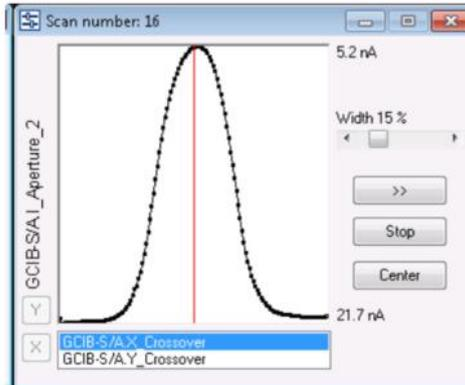 Scan number: 16
5.2 nA
Width 15 %
GCIB-S/A.I_Aperture_2
>>
Stop
Center
21.7 nA
Y
X
GCIB-S/A.X_Crossover
GCIB-S/A.Y_Crossover